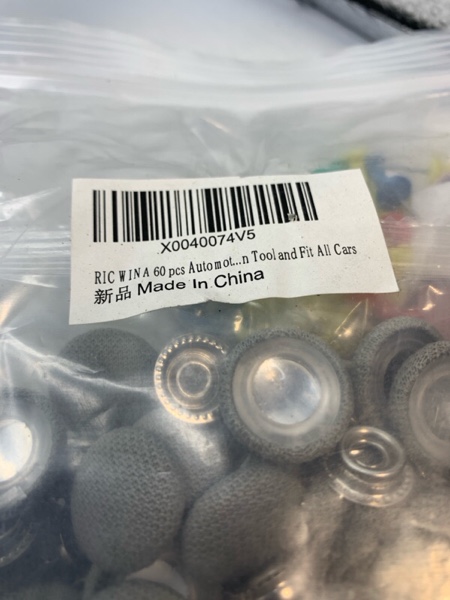 X0040074V5
RICWINA 60 pcs Automot...n Tool and Fit All Cars
新品 Made In China